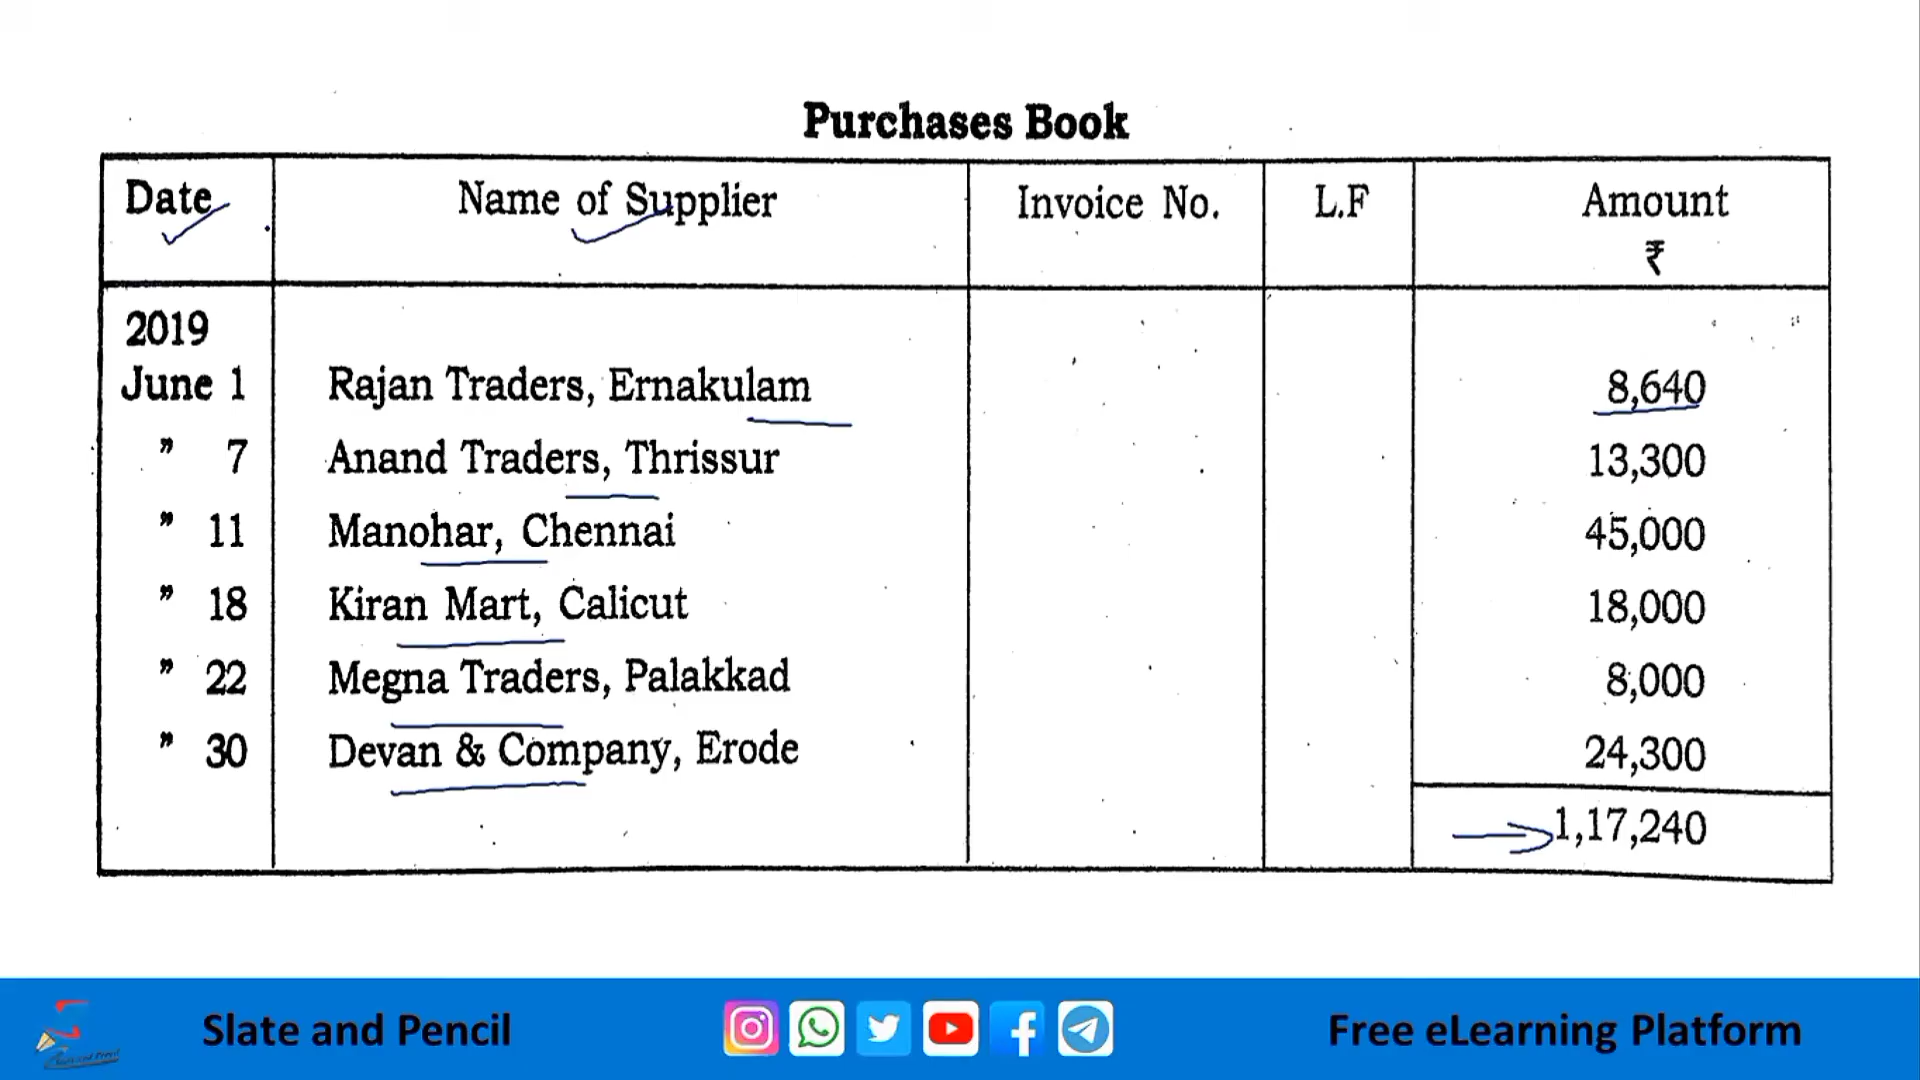 Purchases Book
Date Name of Supplier Invoice No. L.F Amount
₹
2019
June 1 Rajan Traders, Ernakulam 8,640
" 7 Anand Traders, Thrissur 13,300
" 11 Manohar, Chennai 45,000
" 18 Kiran Mart, Calicut 18,000
" 22 Megna Traders, Palakkad 8,000
" 30 Devan & Company, Erode 24,300
1,17,240
Slate and Pencil Free eLearning Platform